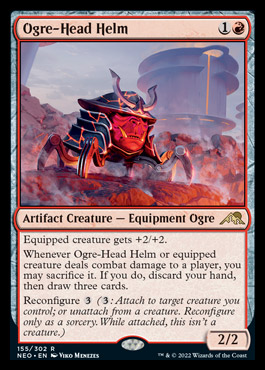 Ogre-Head Helm 1
Artifact Creature — Equipment Ogre
Equipped creature gets +2/+2.
Whenever Ogre-Head Helm or equipped
creature deals combat damage to a player, you
may sacrifice it. If you do, discard your hand,
then draw three cards.
Reconfigure 3 (3: Attach to target creature you
control; or unattach from a creature. Reconfigure
only as a sorcery. While attached, this isn't a
creature.)
2/2
155/302 R
NEO • EN Viko Menezes
™ & © 2022 Wizards of the Coast